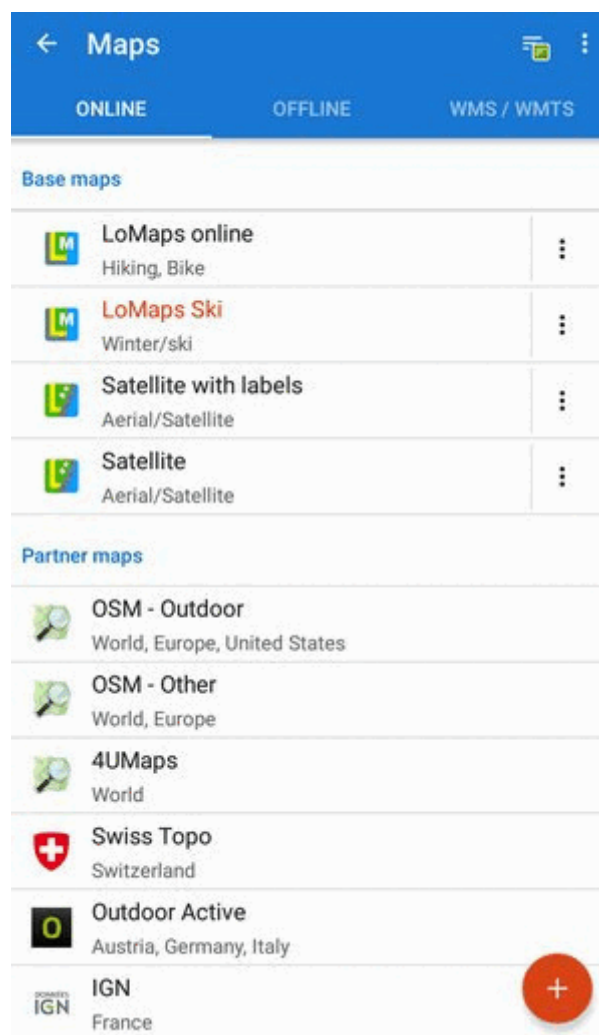 Maps
ONLINE OFFLINE WMS / WMTS
Base maps
LoMaps online
Hiking, Bike
LoMaps Ski
Winter/ski
Satellite with labels
Aerial/Satellite
Satellite
Aerial/Satellite
Partner maps
OSM - Outdoor
World, Europe, United States
OSM - Other
World, Europe
4UMaps
World
Swiss Topo
Switzerland
Outdoor Active
Austria, Germany, Italy
IGN
IGN
France